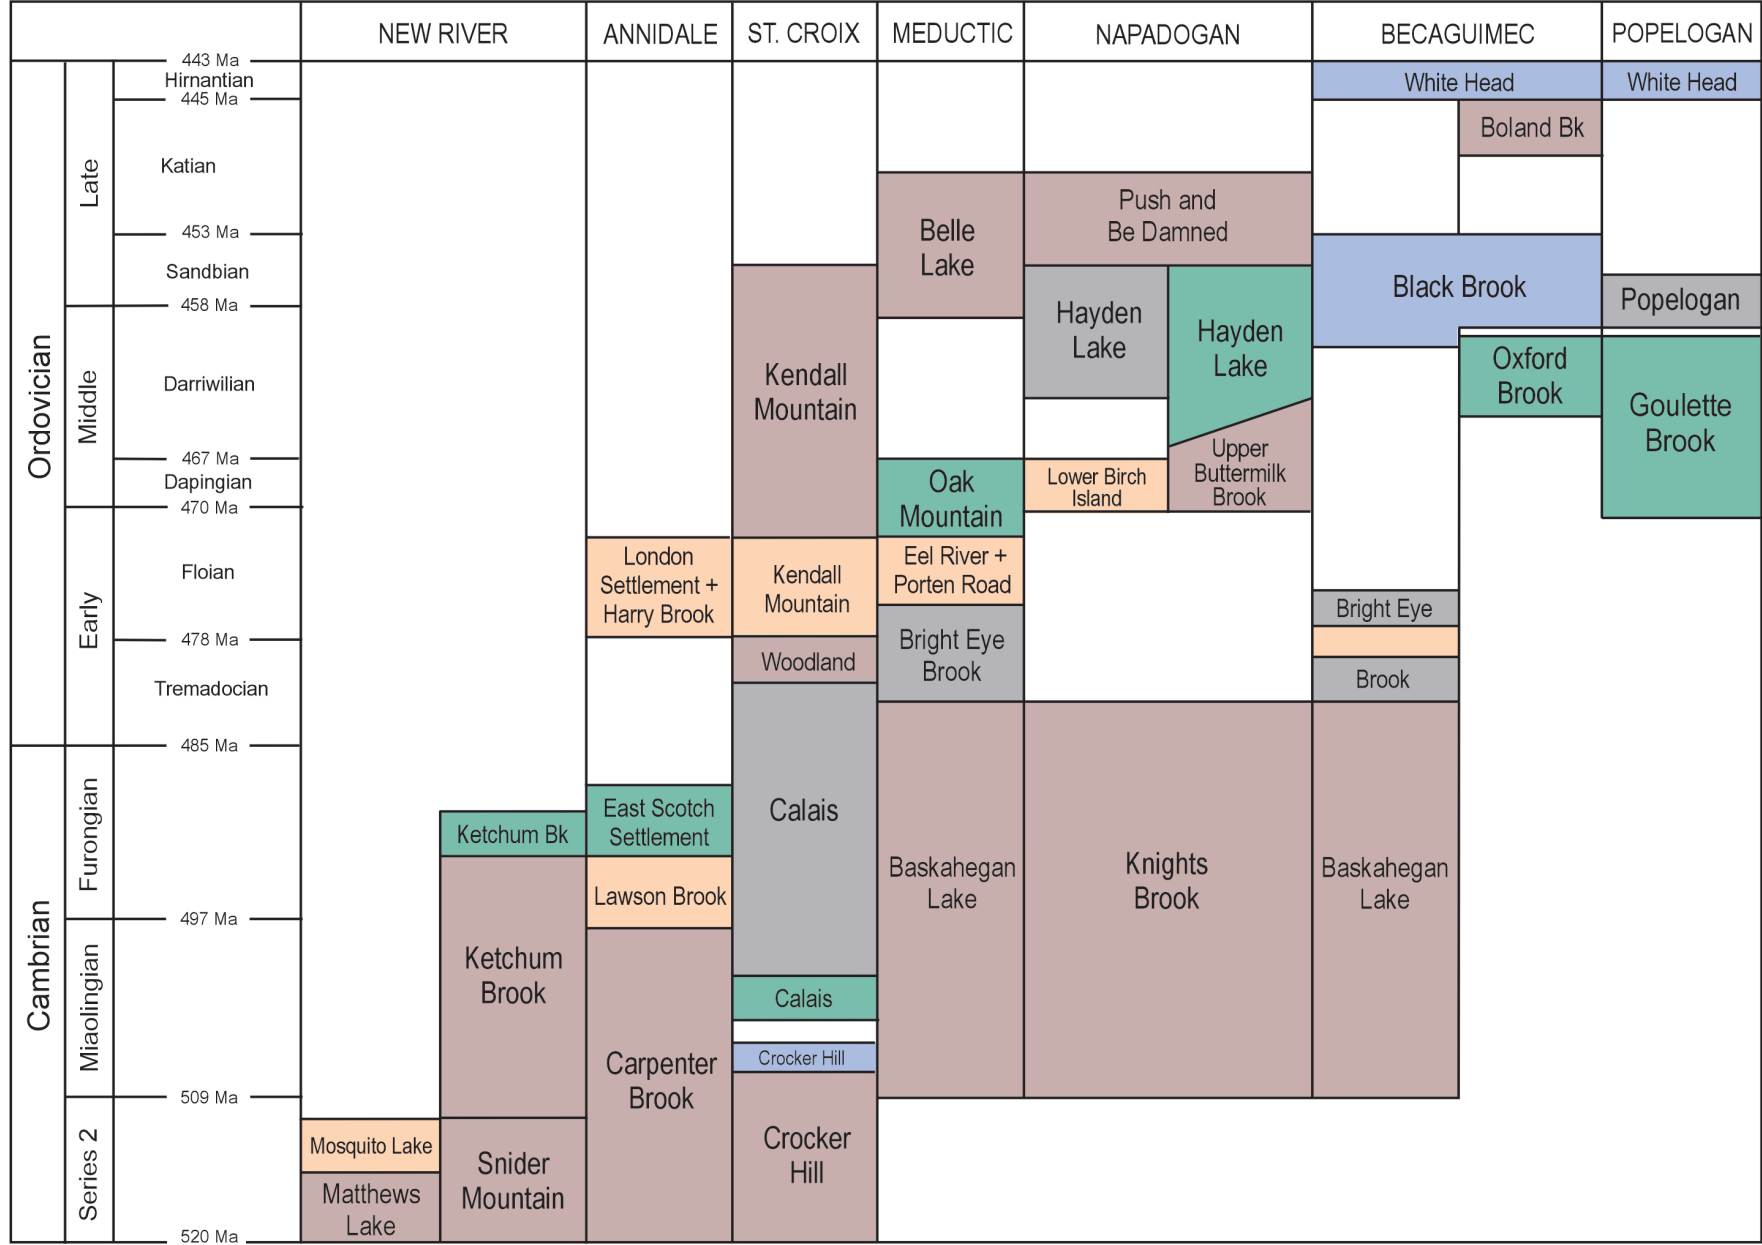 NEW RIVER
ANNIDALE
ST. CROIX
MEDUCTIC
NAPADOGAN
BECAGUIMEC
POPELOGAN
443 Ma
Hirnantian
445 Ma
Katian
453 Ma
Sandbian
458 Ma
Darriwilian
467 Ma
Dapingian
470 Ma
Floian
478 Ma
Tremadocian
485 Ma
497 Ma
509 Ma
520 Ma
Ordovician
Late
Middle
Early
Cambrian
Furongian
Miaolingian
Series 2
Mosquito Lake
Matthews
Lake
Ketchum Bk
Ketchum
Brook
Snider
Mountain
London
Settlement +
Harry Brook
East Scotch
Settlement
Lawson Brook
Carpenter
Brook
Kendall
Mountain
Kendall
Mountain
Woodland
Calais
Calais
Crocker Hill
Crocker
Hill
Belle
Lake
Oak
Mountain
Eel River +
Porten Road
Bright Eye
Brook
Baskahegan
Lake
Push and
Be Damned
Hayden
Lake
Hayden
Lake
Lower Birch
Island
Upper
Buttermilk
Brook
Knights
Brook
White Head
Boland Bk
Black Brook
Oxford
Brook
Bright Eye
Brook
Baskahegan
Lake
White Head
Popelogan
Goulette
Brook